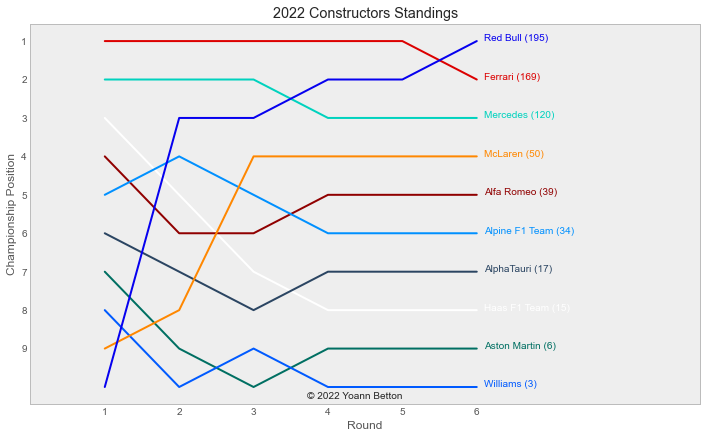 2022 Constructors Standings
1
2
3
4
5
6
7
8
9
Championship Position
Red Bull (195)
Ferrari (169)
Mercedes (120)
McLaren (50)
Alfa Romeo (39)
Alpine F1 Team (34)
AlphaTauri (17)
Haas F1 Team (15)
Aston Martin (6)
Williams (3)
© 2022 Yoann Betton
1 2 3 4 5 6
Round